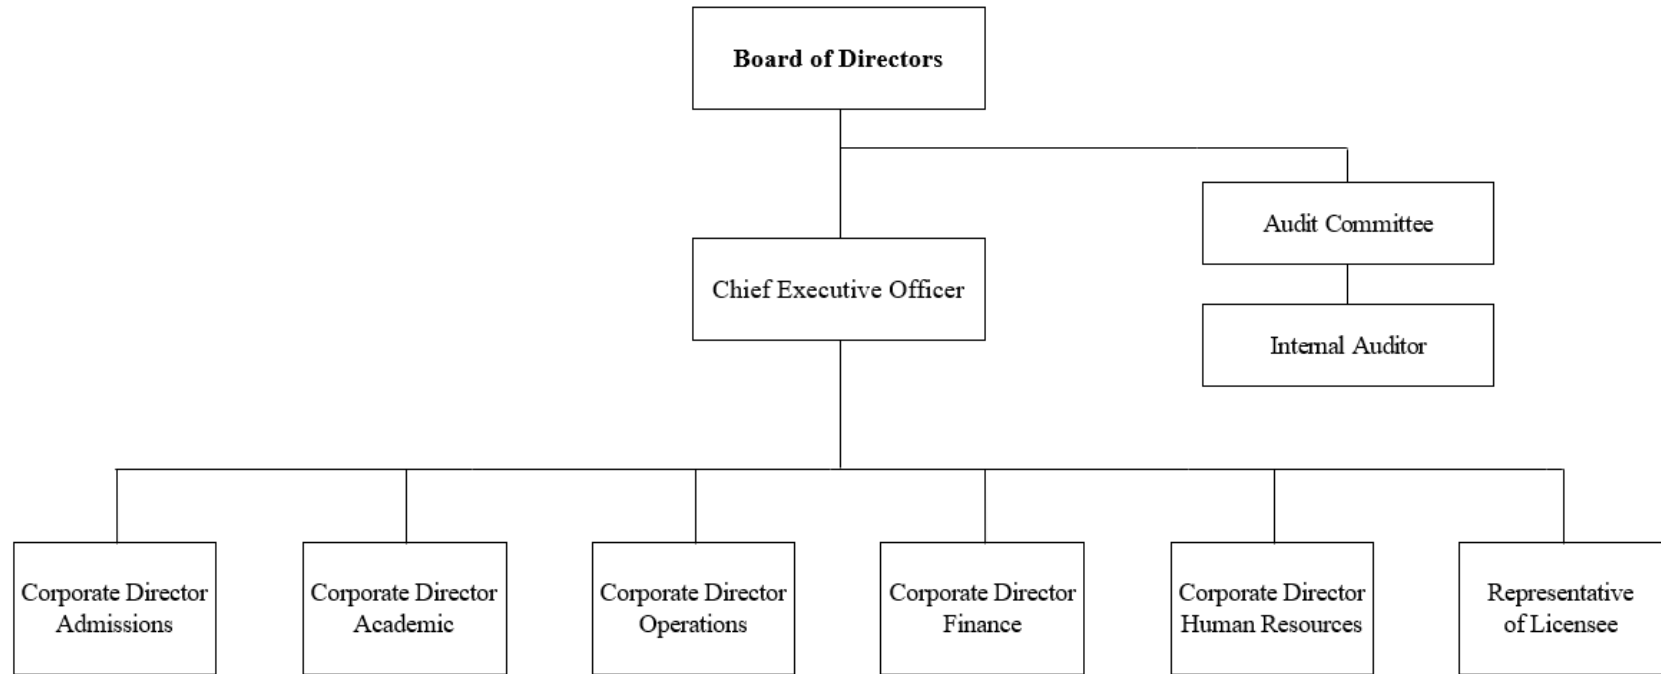 Board of Directors
Audit Committee
Chief Executive Officer
Internal Auditor
Corporate Director
Admissions
Corporate Director
Academic
Corporate Director
Operations
Corporate Director
Finance
Corporate Director
Human Resources
Representative
of Licensee